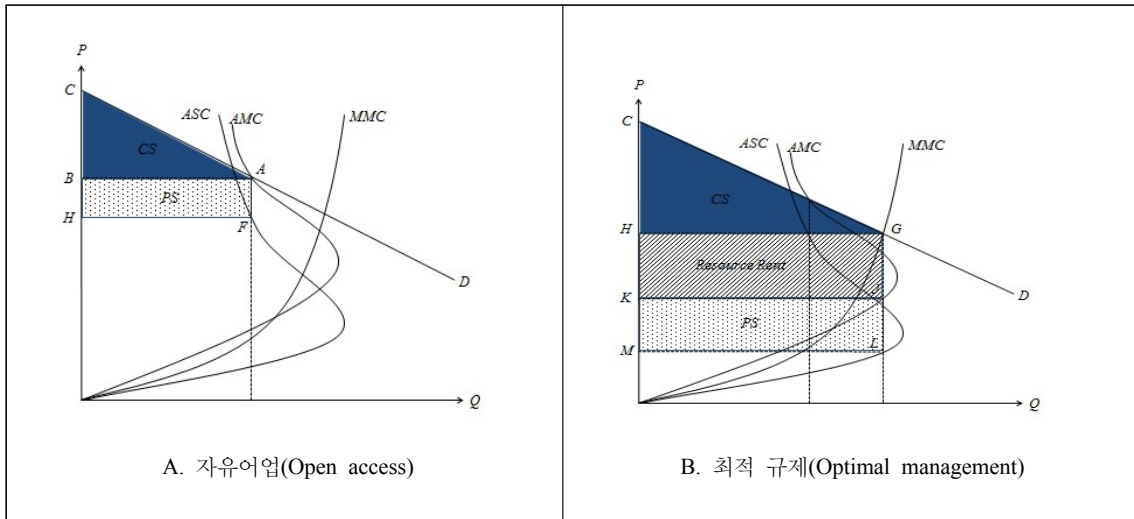 P
C
ASC
AMC
MMC
CS
B
A
PS
H
F
D
Q
A. 자유어업(Open access)
P
C
ASC
AMC
MMC
CS
H
G
Resource Rent
K
J
D
PS
M
L
Q
B. 최적 규제(Optimal management)